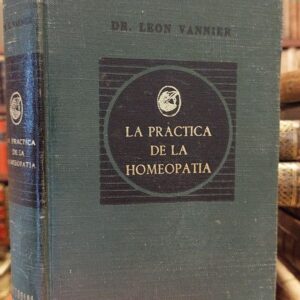 DR. LEON VANNIER
LA PRACTICA
DE LA
HOMEOPATIA
LA PRACTICA
DE LA
HOMEOPATIA